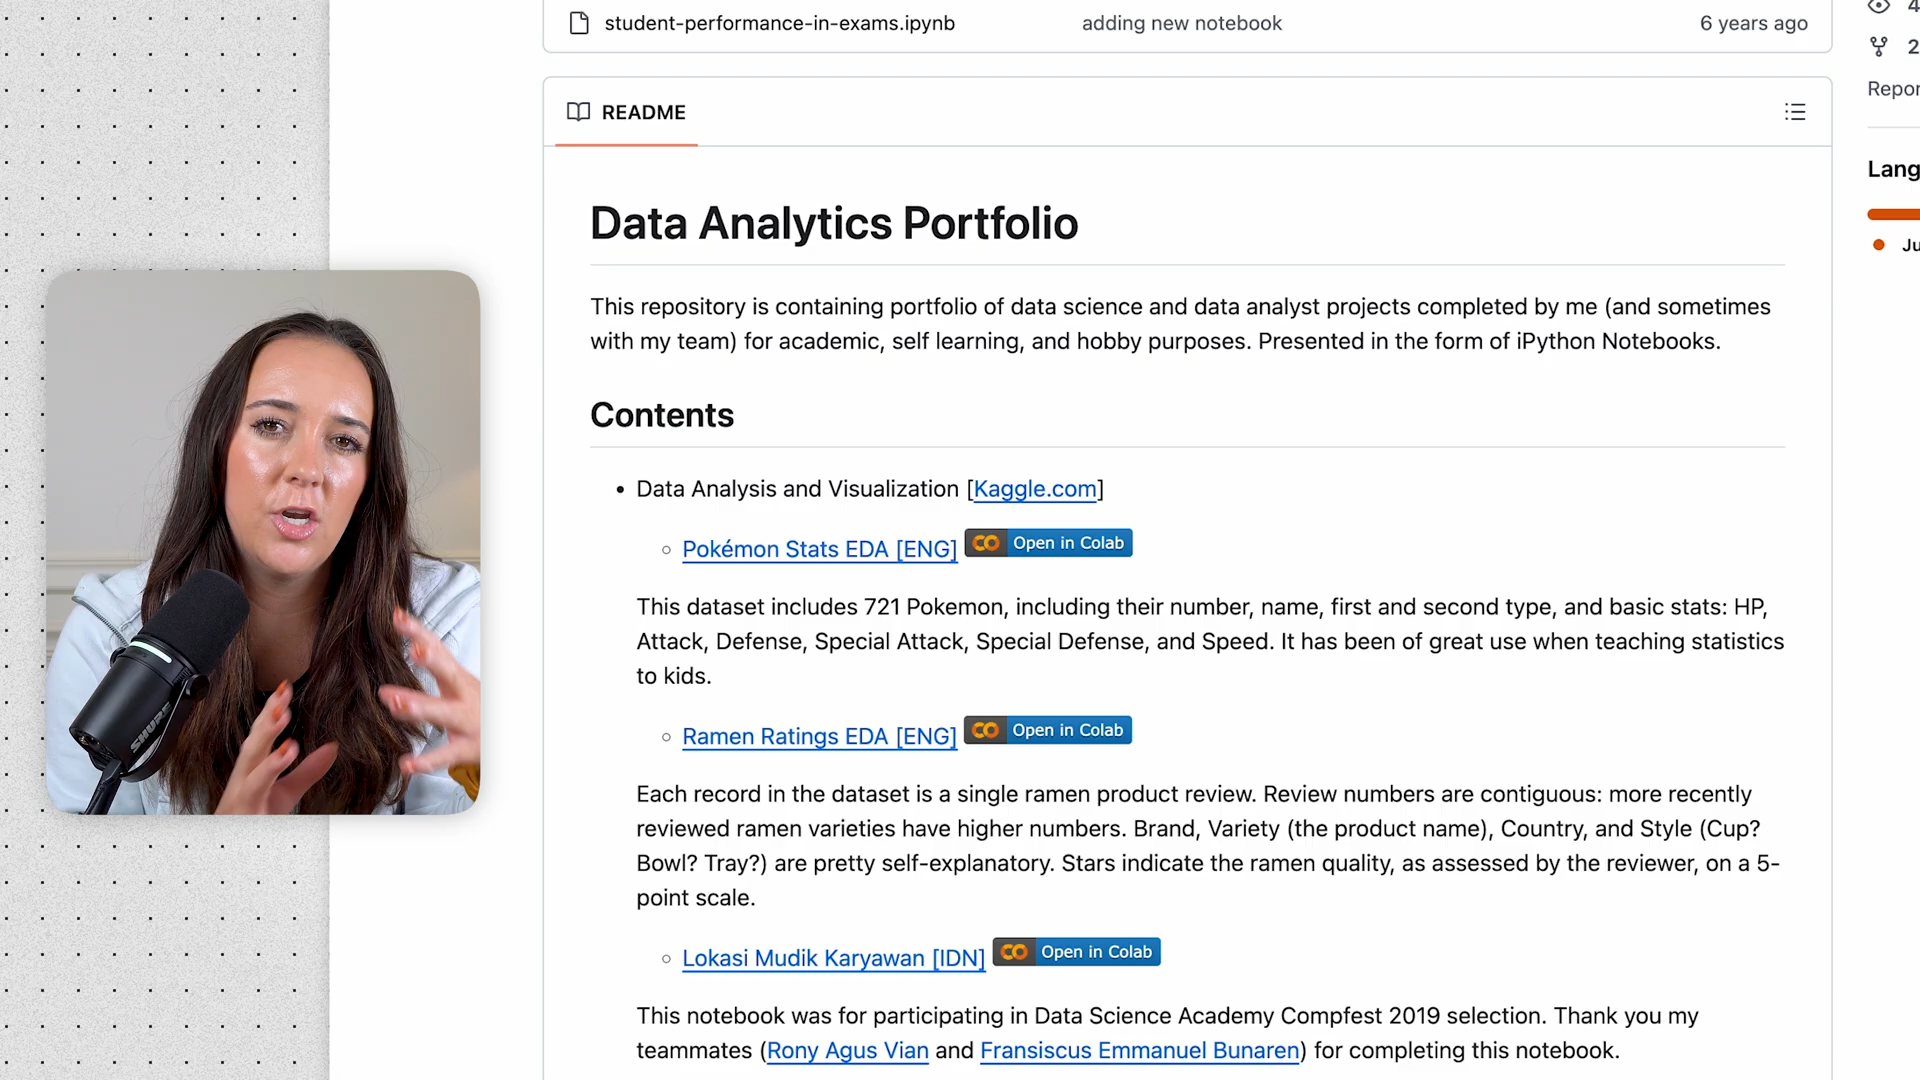 student-performance-in-exams.ipynb adding new notebook 6 years ago
4
2
Repor
README
Lang
Ju
Data Analytics Portfolio
This repository is containing portfolio of data science and data analyst projects completed by me (and sometimes
with my team) for academic, self learning, and hobby purposes. Presented in the form of iPython Notebooks.
Contents
• Data Analysis and Visualization [Kaggle.com]
◦ Pokémon Stats EDA [ENG] Open in Colab
This dataset includes 721 Pokemon, including their number, name, first and second type, and basic stats: HP,
Attack, Defense, Special Attack, Special Defense, and Speed. It has been of great use when teaching statistics
to kids.
◦ Ramen Ratings EDA [ENG] Open in Colab
Each record in the dataset is a single ramen product review. Review numbers are contiguous: more recently
reviewed ramen varieties have higher numbers. Brand, Variety (the product name), Country, and Style (Cup?
Bowl? Tray?) are pretty self-explanatory. Stars indicate the ramen quality, as assessed by the reviewer, on a 5-
point scale.
◦ Lokasi Mudik Karyawan [IDN] Open in Colab
This notebook was for participating in Data Science Academy Compfest 2019 selection. Thank you my
teammates (Rony Agus Vian and Fransiscus Emmanuel Bunaren) for completing this notebook.
SHURE